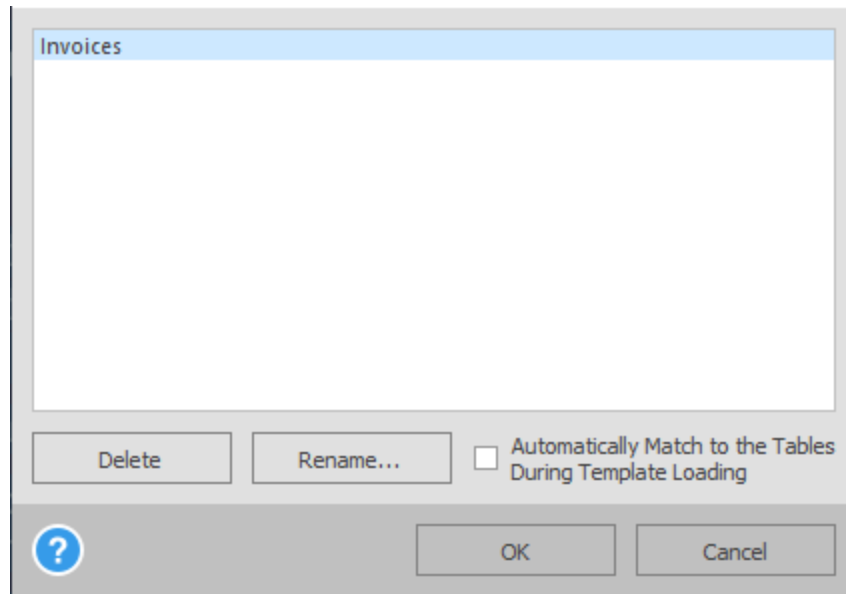 Invoices
Delete
Rename...
Automatically Match to the Tables
During Template Loading
?
OK
Cancel